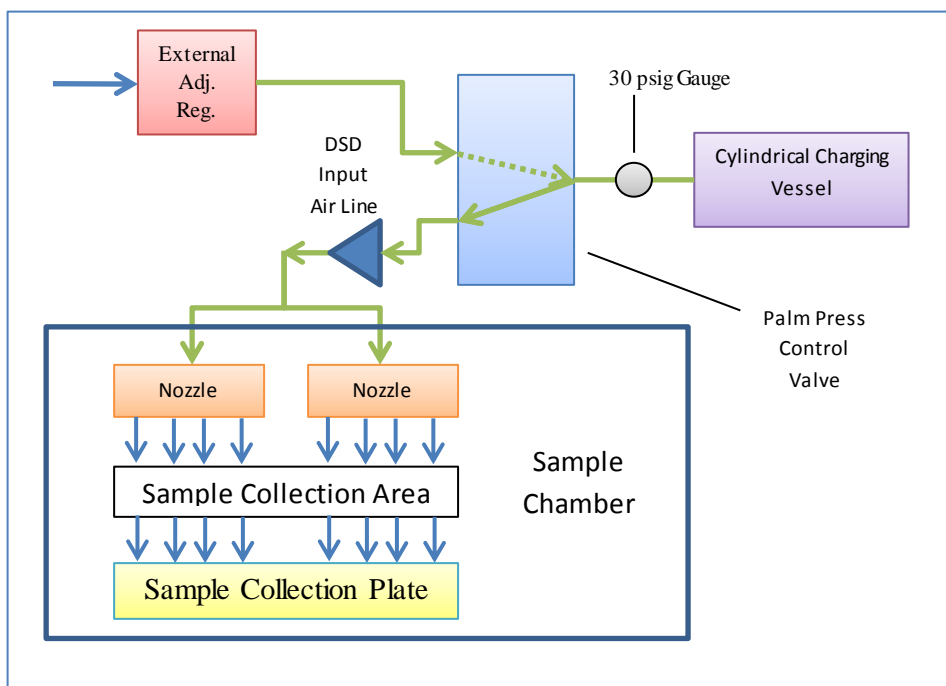 External
Adj.
Reg.
30 psig Gauge
DSD
Input
Air Line
Cylindrical Charging
Vessel
Palm Press
Control
Valve
Nozzle
Nozzle
Sample Collection Area
Sample
Chamber
Sample Collection Plate